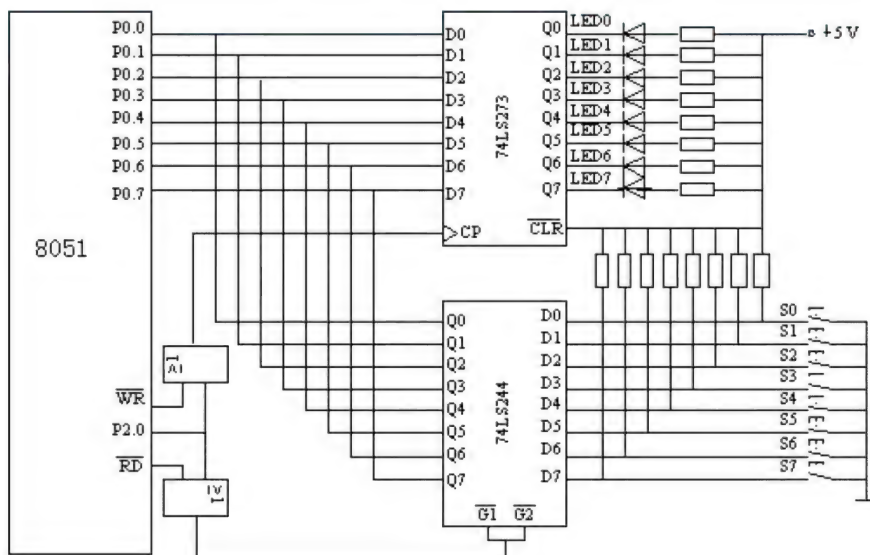 P0.0
P0.1
P0.2
P0.3
P0.4
P0.5
P0.6
P0.7
8051
WR
P2.0
RD
≥1
≥1
D0
D1
D2
D3
D4
D5
D6
D7
CP
74LS273
Q0
Q1
Q2
Q3
Q4
Q5
Q6
Q7
CLR
LED0
LED1
LED2
LED3
LED4
LED5
LED6
LED7
+5V
Q0
Q1
Q2
Q3
Q4
Q5
Q6
Q7
74LS244
D0
D1
D2
D3
D4
D5
D6
D7
G1 G2
S0
S1
S2
S3
S4
S5
S6
S7